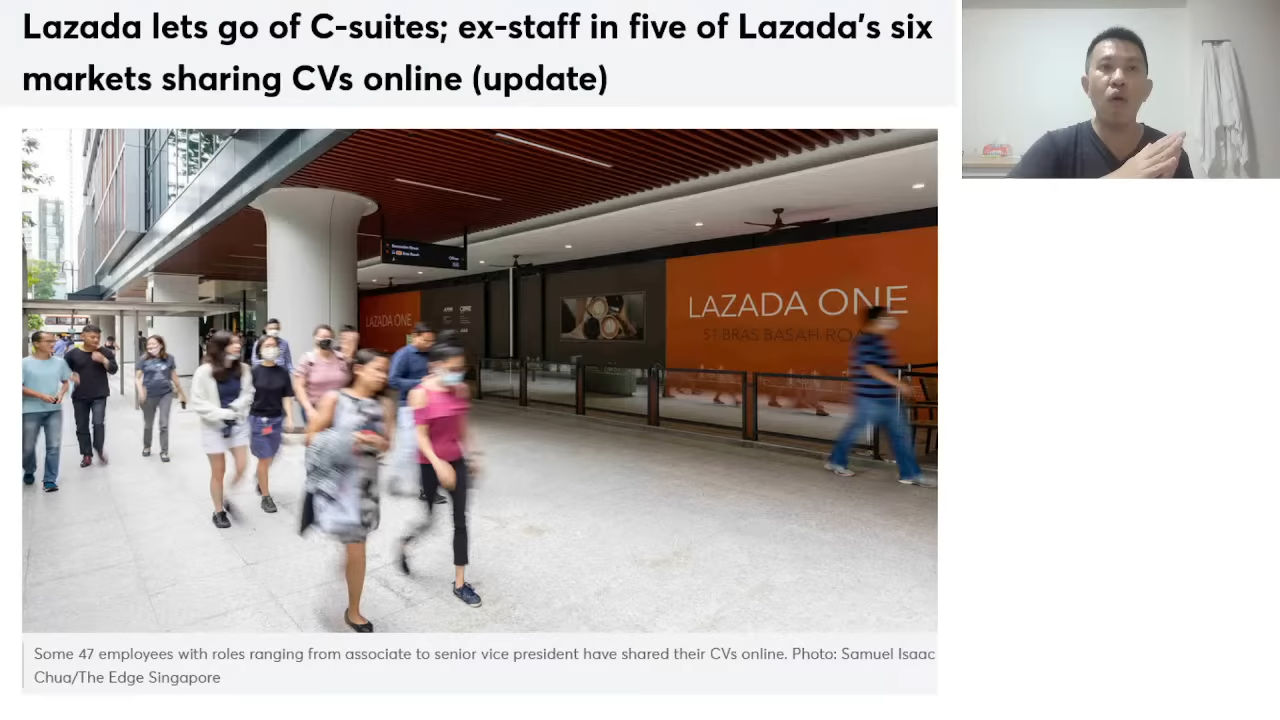 Lazada lets go of C-suites; ex-staff in five of Lazada's six
markets sharing CVs online (update)
LAZADA ONE
LAZADA ONE
51 BRAS BASAH ROA
Some 47 employees with roles ranging from associate to senior vice president have shared their CVs online. Photo: Samuel Isaac
Chua/The Edge Singapore